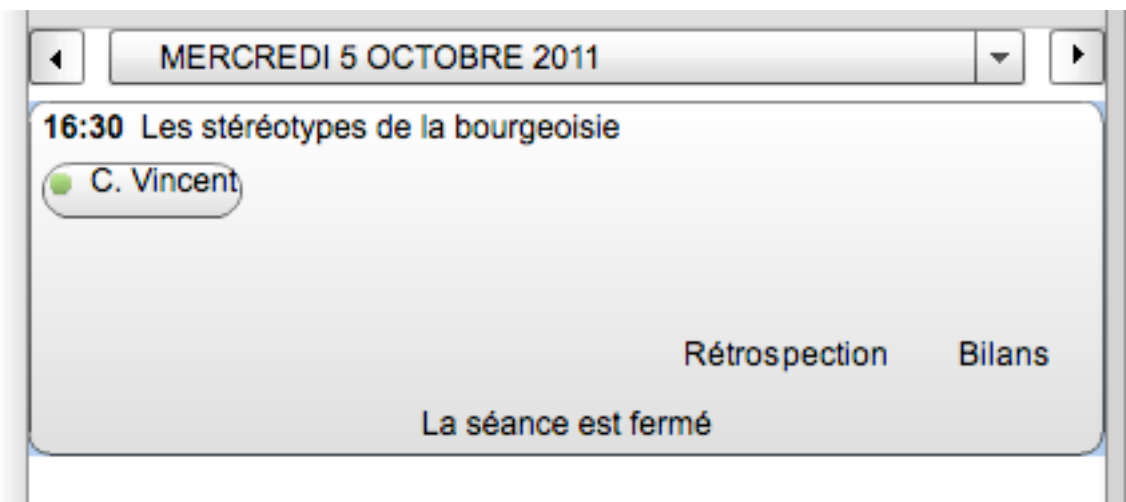 MERCREDI 5 OCTOBRE 2011
16:30 Les stéréotypes de la bourgeoisie
C. Vincent
Rétrospection Bilans
La séance est fermé